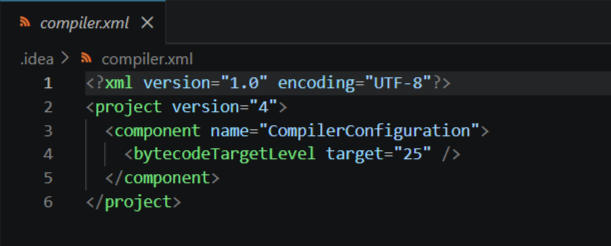 compiler.xml
.idea > compiler.xml
1 <?xml version="1.0" encoding="UTF-8"?>
2 <project version="4">
3 <component name="CompilerConfiguration">
4 <bytecodeTargetLevel target="25" />
5 </component>
6 </project>